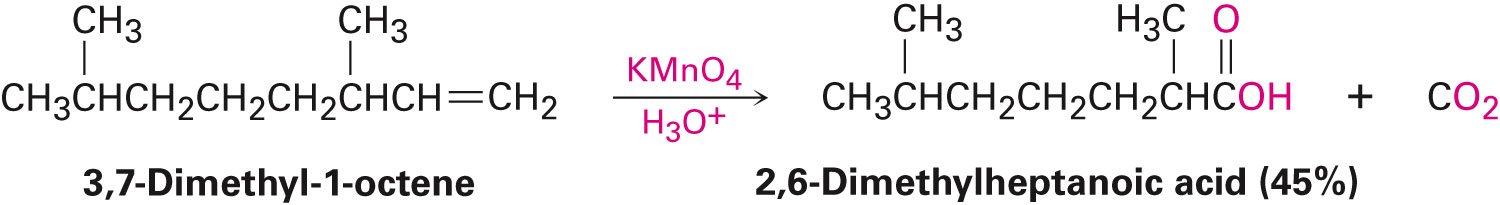 CH₃ CH₃ H₃C O
CH₃CHCH₂CH₂CH₂CHCH=CH₂ KMnO₄ H₃O⁺ CH₃CHCH₂CH₂CH₂CHCOH + CO₂
3,7-Dimethyl-1-octene 2,6-Dimethylheptanoic acid (45%)